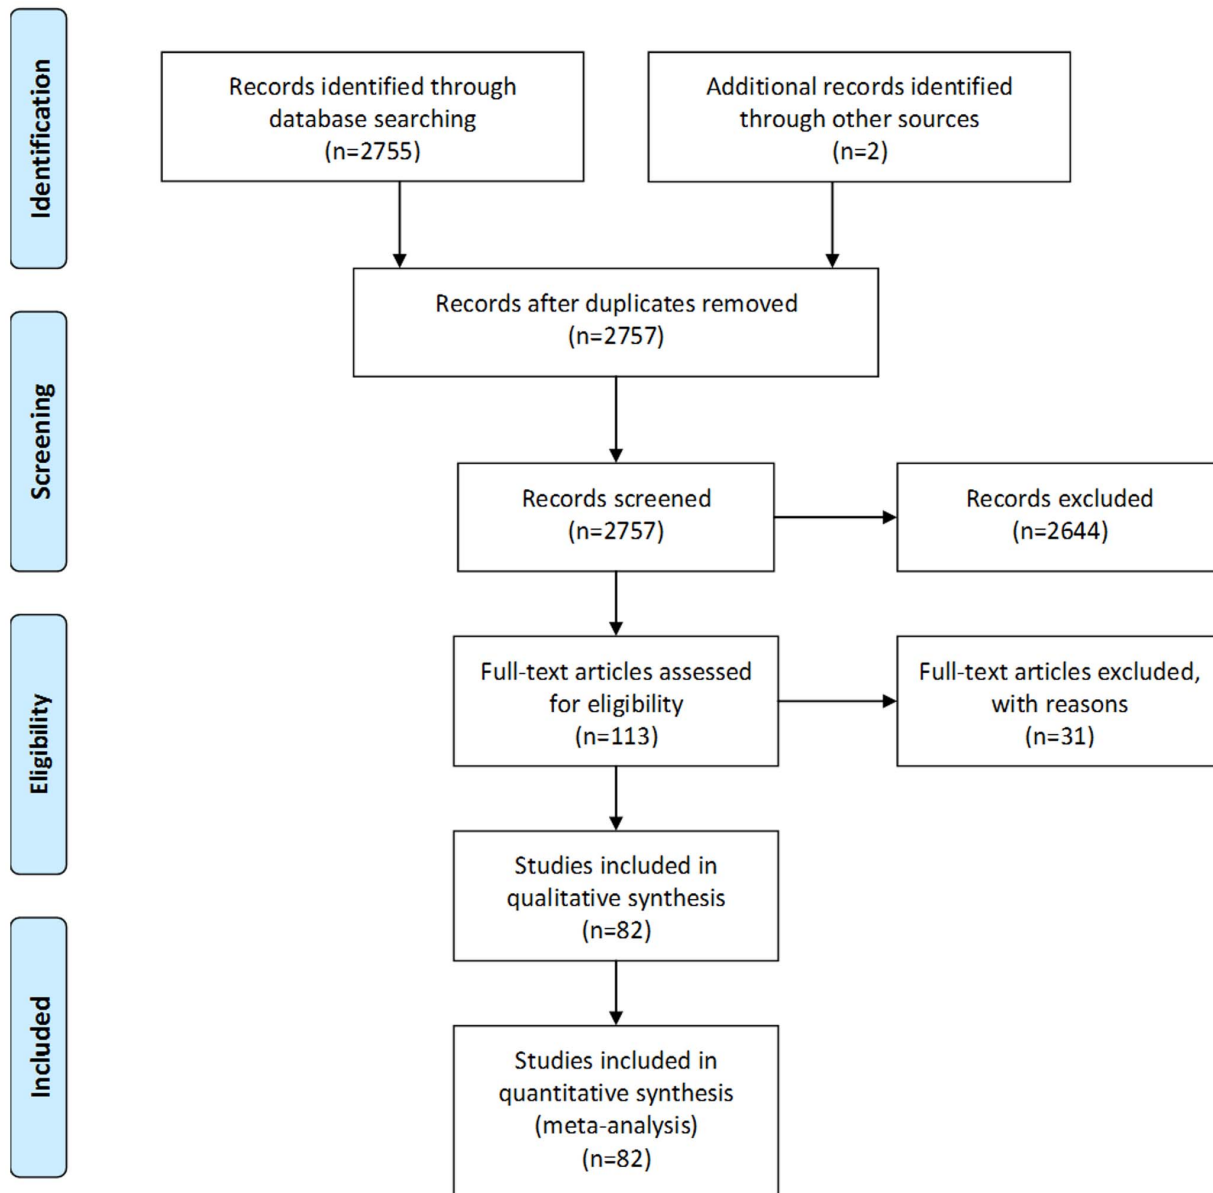 Identification
Records identified through
database searching
(n=2755)
Additional records identified
through other sources
(n=2)
Records after duplicates removed
(n=2757)
Screening
Records screened
(n=2757)
Records excluded
(n=2644)
Eligibility
Full-text articles assessed
for eligibility
(n=113)
Full-text articles excluded,
with reasons
(n=31)
Studies included in
qualitative synthesis
(n=82)
Included
Studies included in
quantitative synthesis
(meta-analysis)
(n=82)